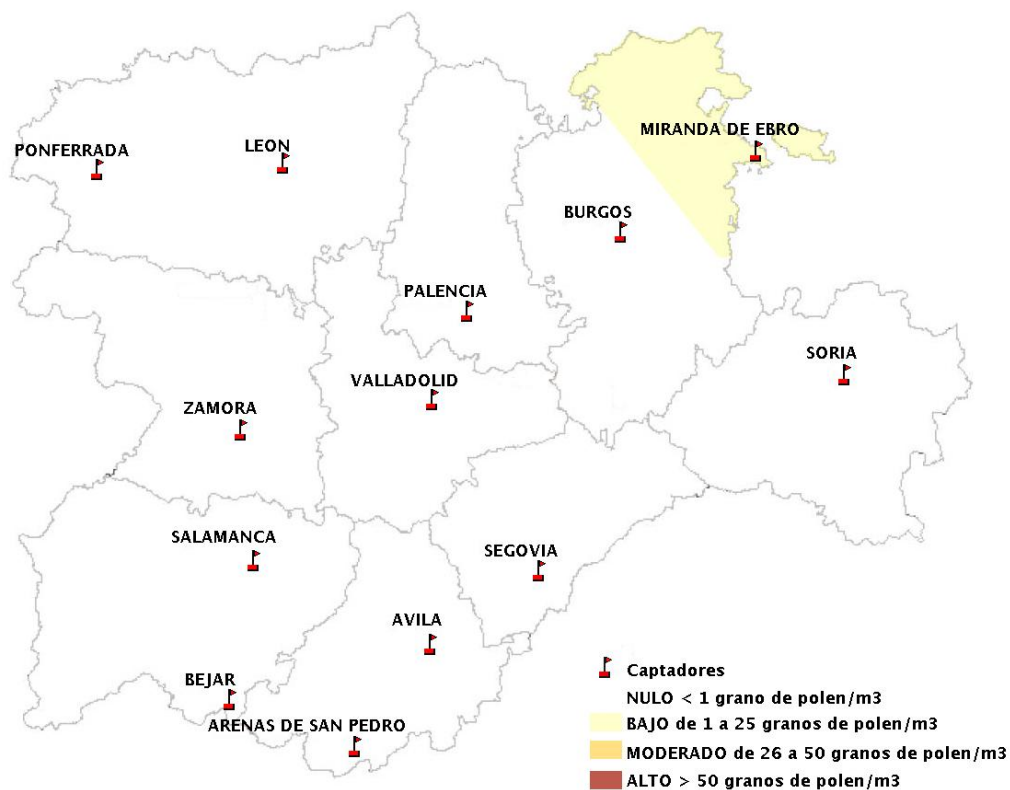 MIRANDA DE EBRO
PONFERRADA
LEON
BURGOS
PALENCIA
SORIA
VALLADOLID
ZAMORA
SALAMANCA
SEGOVIA
AVILA
BEJAR
ARENAS DE SAN PEDRO
Captadores
NULO < 1 grano de polen/m3
BAJO de 1 a 25 granos de polen/m3
MODERADO de 26 a 50 granos de polen/m3
ALTO > 50 granos de polen/m3